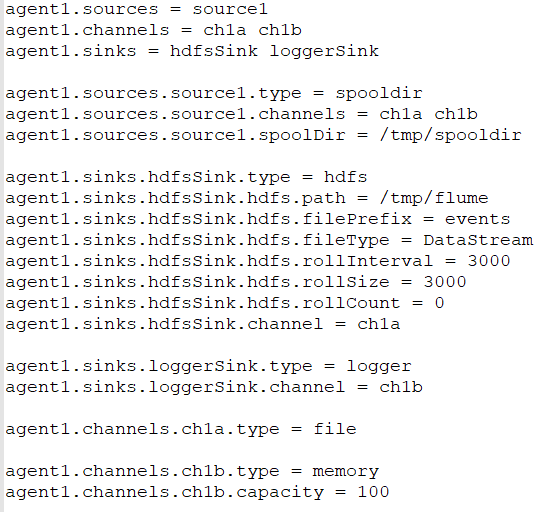 agent1.sources = source1
agent1.channels = ch1a ch1b
agent1.sinks = hdfsSink loggerSink
agent1.sources.source1.type = spooldir
agent1.sources.source1.channels = ch1a ch1b
agent1.sources.source1.spoolDir = /tmp/spooldir
agent1.sinks.hdfsSink.type = hdfs
agent1.sinks.hdfsSink.hdfs.path = /tmp/flume
agent1.sinks.hdfsSink.hdfs.filePrefix = events
agent1.sinks.hdfsSink.hdfs.fileType = DataStream
agent1.sinks.hdfsSink.hdfs.rollInterval = 3000
agent1.sinks.hdfsSink.hdfs.rollSize = 3000
agent1.sinks.hdfsSink.hdfs.rollCount = 0
agent1.sinks.hdfsSink.channel = ch1a
agent1.sinks.loggerSink.type = logger
agent1.sinks.loggerSink.channel = ch1b
agent1.channels.ch1a.type = file
agent1.channels.ch1b.type = memory
agent1.channels.ch1b.capacity = 100